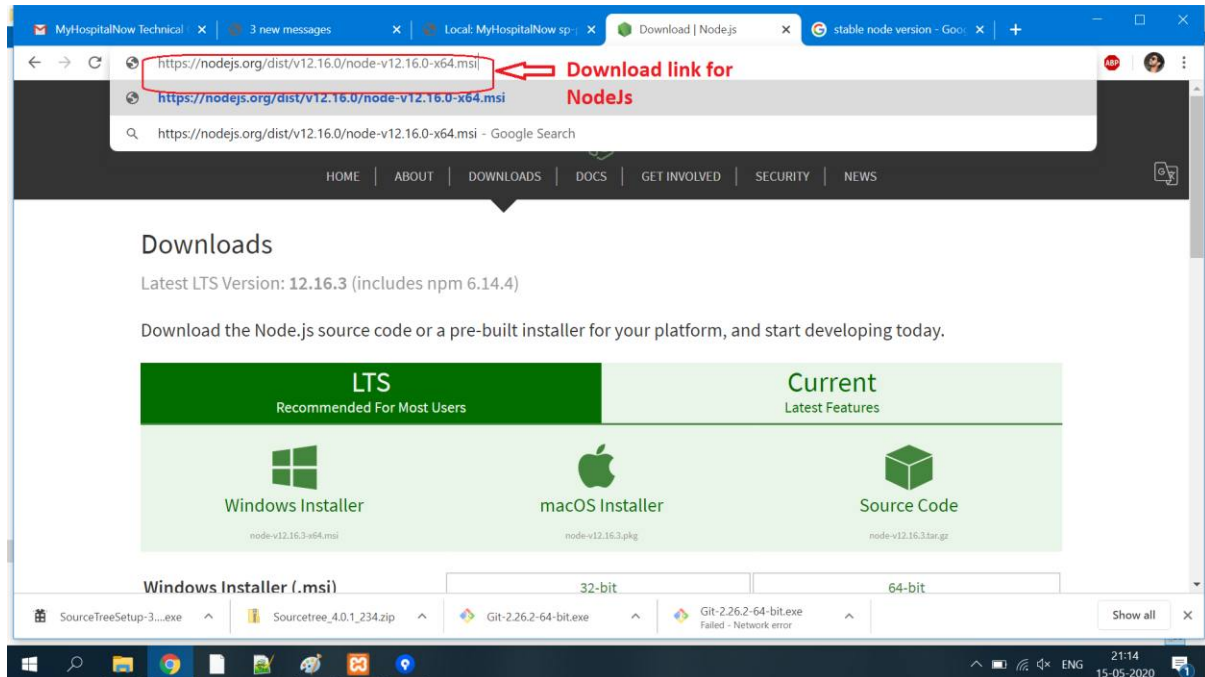 MyHospitalNow Technical
3 new messages
Local: MyHospitalNow sp-
Download | Node.js
stable node version - Goo
https://nodejs.org/dist/v12.16.0/node-v12.16.0-x64.msi
Download link for
NodeJs
ABP
https://nodejs.org/dist/v12.16.0/node-v12.16.0-x64.msi
https://nodejs.org/dist/v12.16.0/node-v12.16.0-x64.msi - Google Search
HOME | ABOUT | DOWNLOADS | DOCS | GET INVOLVED | SECURITY | NEWS
Downloads
Latest LTS Version: 12.16.3 (includes npm 6.14.4)
Download the Node.js source code or a pre-built installer for your platform, and start developing today.
LTS
Recommended For Most Users
Current
Latest Features
Windows Installer
node-v12.16.3-x64.msi
macOS Installer
node-v12.16.3.pkg
Source Code
node-v12.16.3.tar.gz
Windows Installer (.msi)
32-bit
64-bit
SourceTreeSetup-3....exe
Sourcetree_4.0.1_234.zip
Git-2.26.2-64-bit.exe
Git-2.26.2-64-bit.exe
Failed - Network error
Show all
ENG
21:14
15-05-2020